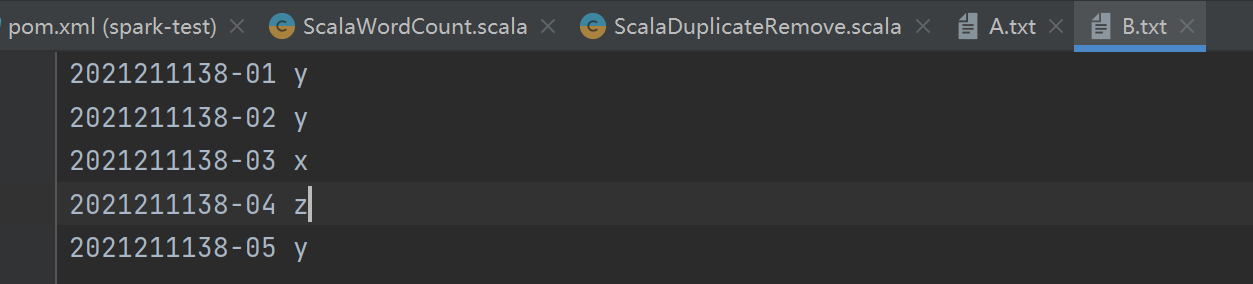 pom.xml (spark-test) ScalaWordCount.scala ScalaDuplicateRemove.scala A.txt B.txt
2021211138-01 y
2021211138-02 y
2021211138-03 x
2021211138-04 z
2021211138-05 y